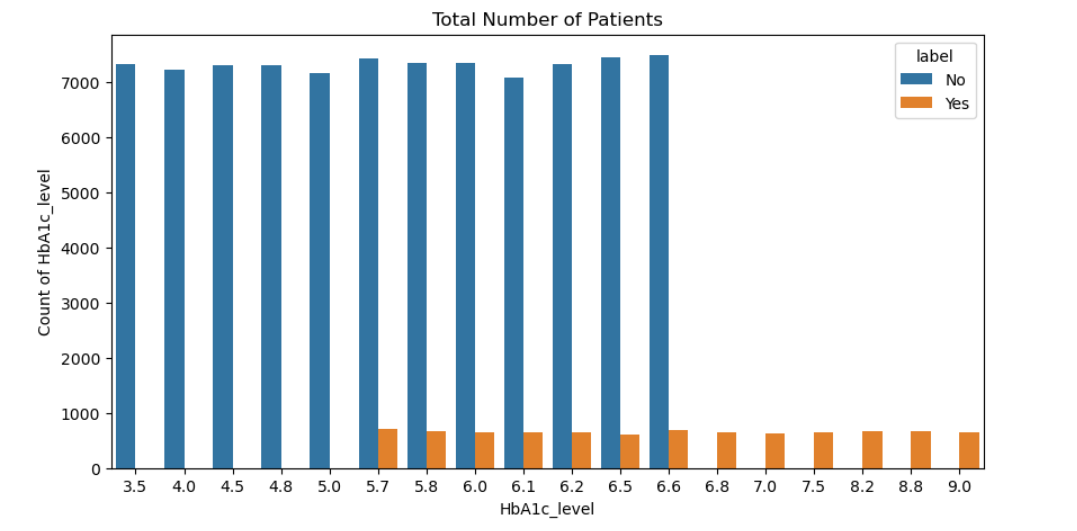 Total Number of Patients
label
No
Yes
7000
6000
5000
4000
3000
2000
1000
0
Count of HbA1c_level
3.5 4.0 4.5 4.8 5.0 5.7 5.8 6.0 6.1 6.2 6.5 6.6 6.8 7.0 7.5 8.2 8.8 9.0
HbA1c_level